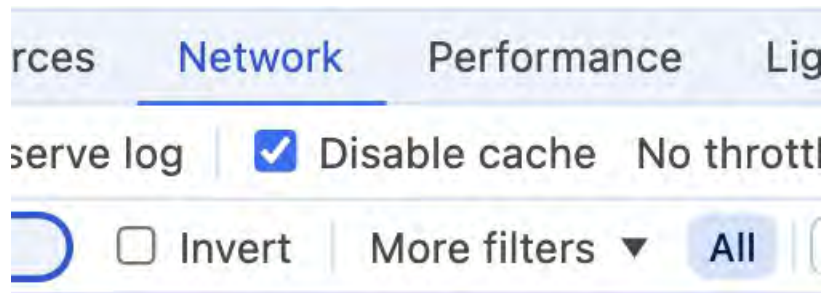 rces Network Performance Lig
serve log Disable cache No thrott
Invert More filters ▼ All